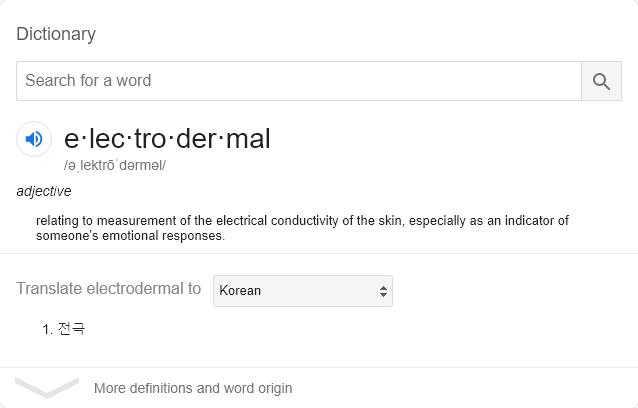 Dictionary
Search for a word
e·lec·tro·der·mal
/əˌlektrōˈdərməl/
adjective
relating to measurement of the electrical conductivity of the skin, especially as an indicator of
someone's emotional responses.
Translate electrodermal to Korean
1. 전극
More definitions and word origin